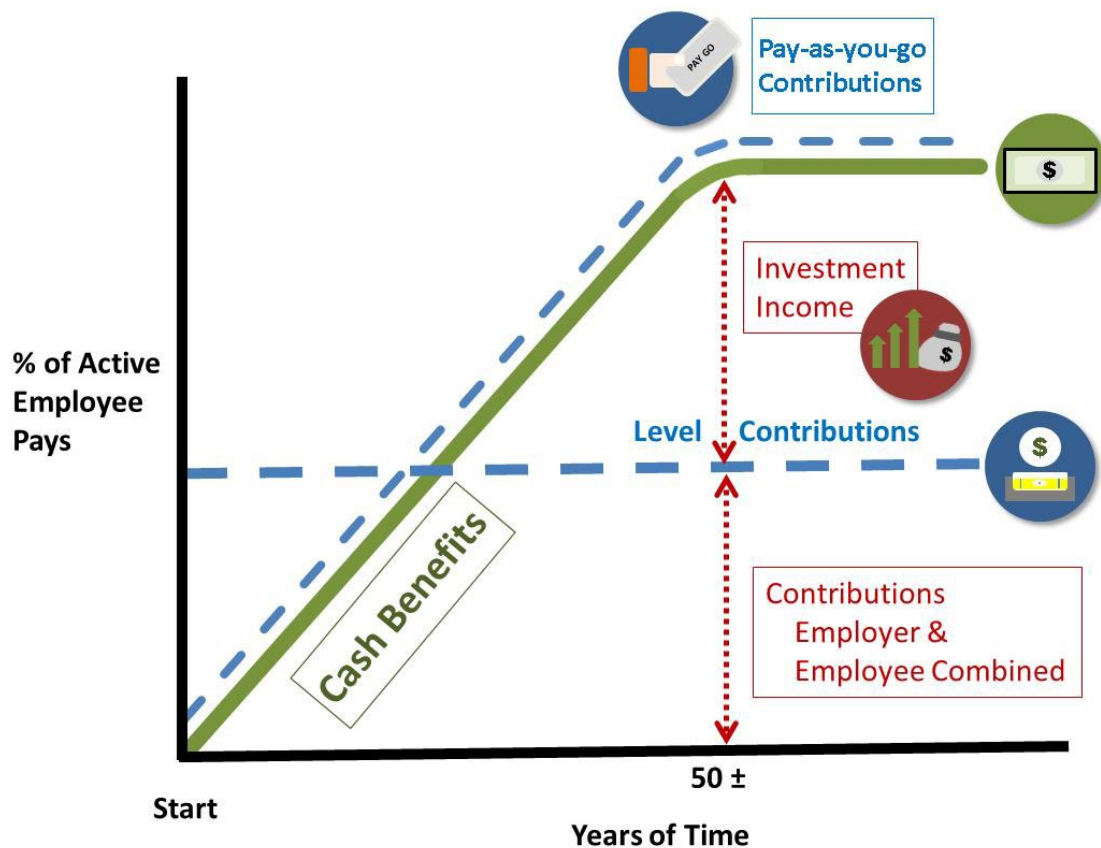 PAY GO
Pay-as-you-go
Contributions
$
Investment
Income
$
% of Active
Employee
Pays
Level Contributions
$
Cash Benefits
Contributions
Employer &
Employee Combined
50 ±
Start
Years of Time